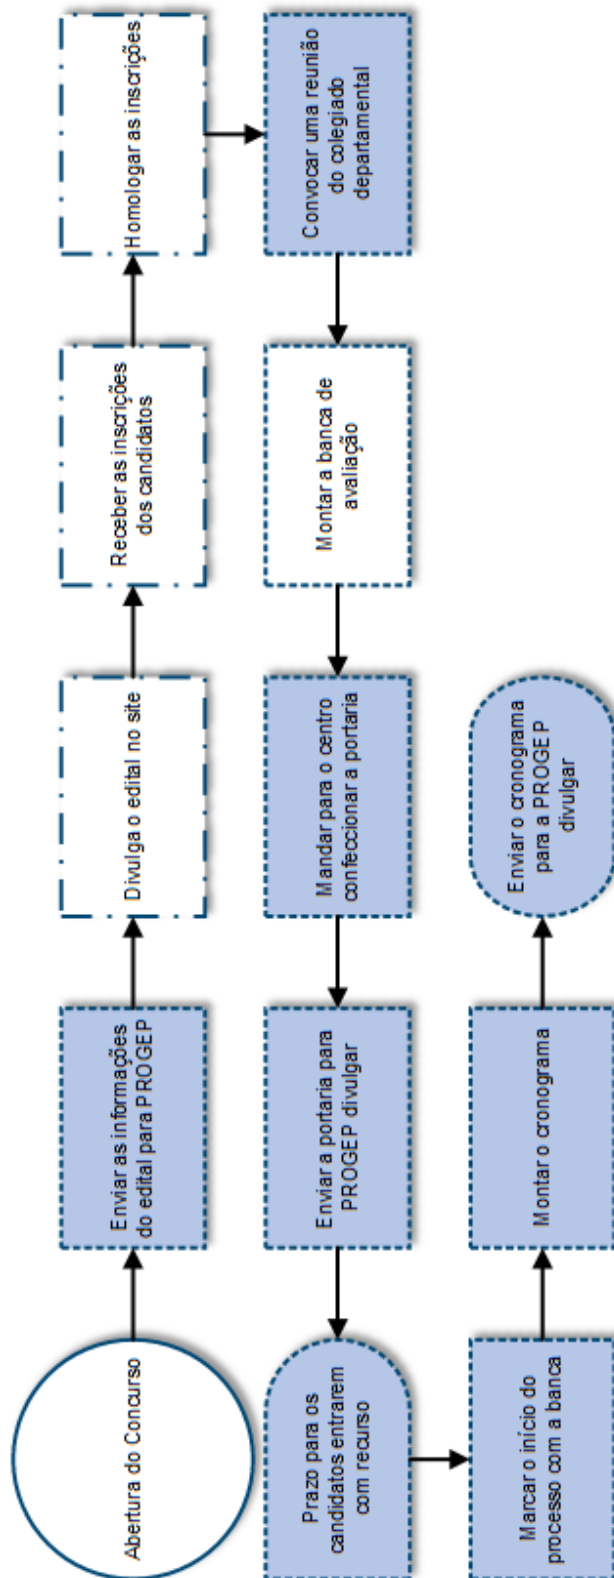 Abertura do Concurso
Enviar as informações
do edital para PROGEP
Divulga o edital no site
Receber as inscrições
dos candidatos
Homologar as inscrições
Convocar uma reunião
do colegiado
departamental
Montar a banca de
avaliação
Mandar para o centro
confeccionar a portaria
Enviar a portaria para
PROGEP divulgar
Prazo para os
candidatos entrarem
com recurso
Marcar o início do
processo com a banca
Montar o cronograma
Enviar o cronograma
para a PROGEP
divulgar